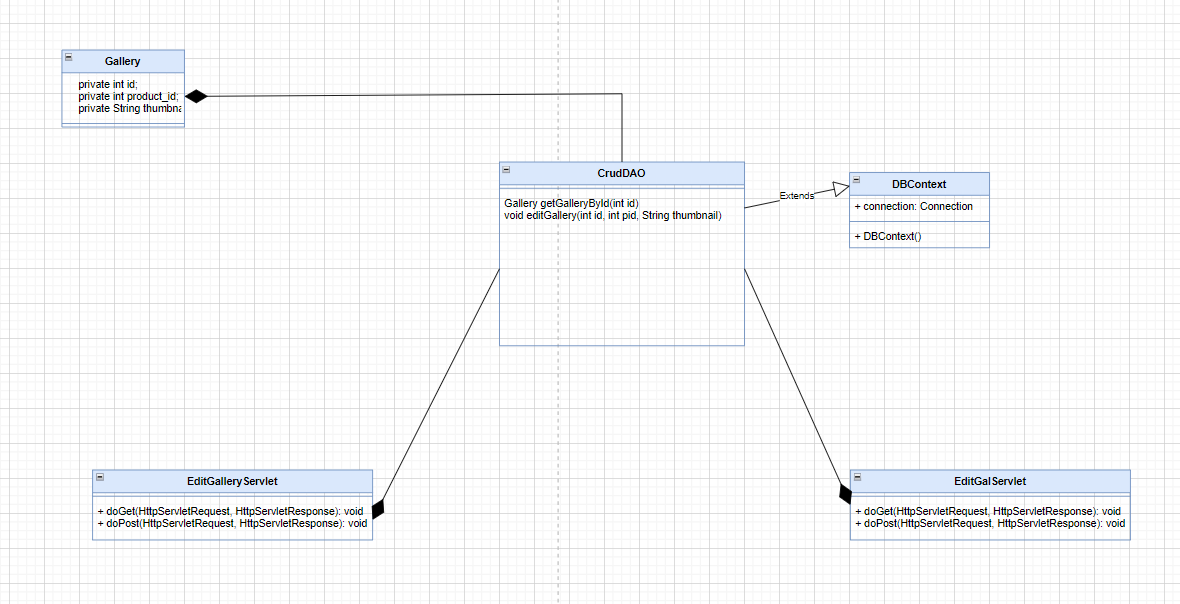 Gallery
private int id;
private int product_id;
private String thumbna
CrudDAO
Gallery getGalleryById(int id)
void editGallery(int id, int pid, String thumbnail)
Extends
DBContext
+ connection: Connection
+ DBContext()
EditGalleryServlet
+ doGet(HttpServletRequest, HttpServletResponse): void
+ doPost(HttpServletRequest, HttpServletResponse): void
EditGalServlet
+ doGet(HttpServletRequest, HttpServletResponse): void
+ doPost(HttpServletRequest, HttpServletResponse): void